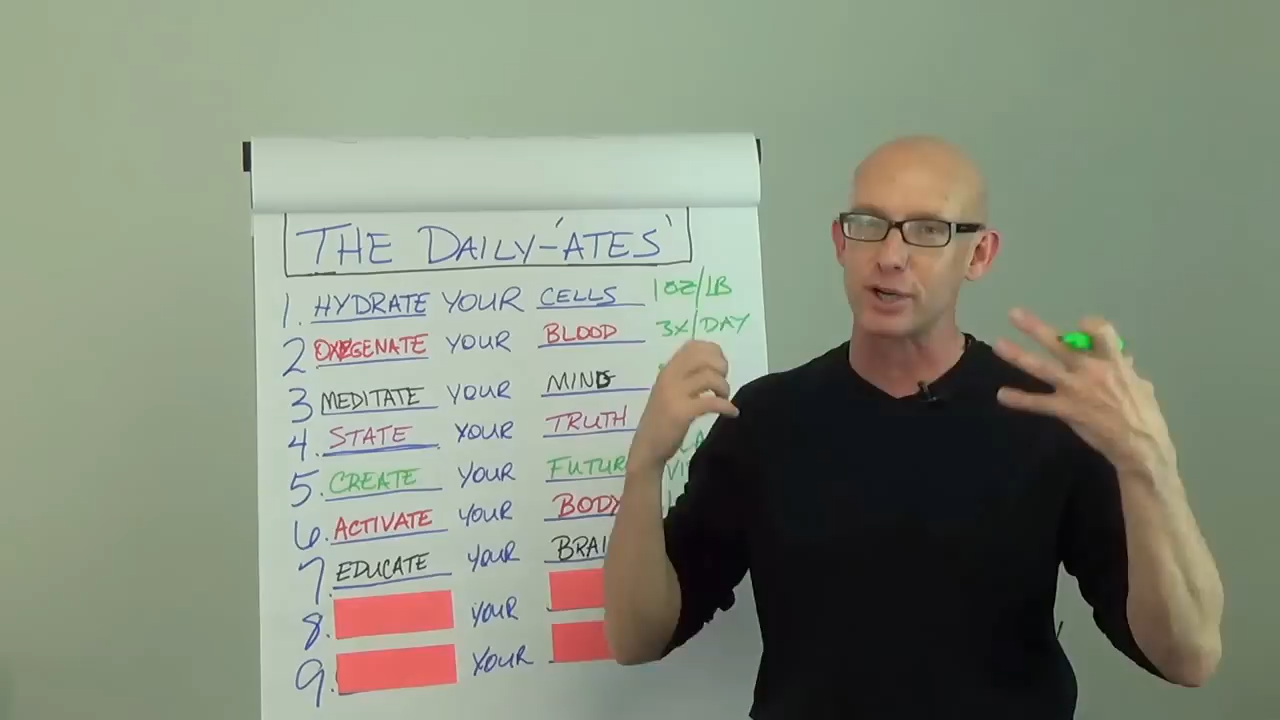 THE DAILY-'ATES'
1. HYDRATE YOUR CELLS 1 OZ/LB
2 OXYGENATE YOUR BLOOD 3X/DAY
3 MEDITATE YOUR MIND
4. STATE YOUR TRUTH
5. CREATE YOUR FUTUR
6. ACTIVATE YOUR BODY
7. EDUCATE YOUR BRAI
8. YOUR
9. YOUR